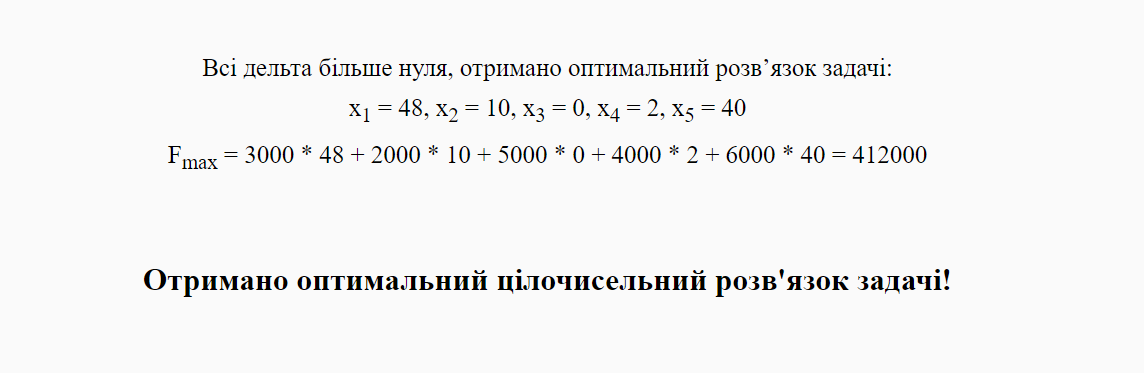 Всі дельта більше нуля, отримано оптимальний розв’язок задачі:
x₁ = 48, x₂ = 10, x₃ = 0, x₄ = 2, x₅ = 40
Fmax = 3000 * 48 + 2000 * 10 + 5000 * 0 + 4000 * 2 + 6000 * 40 = 412000
Отримано оптимальний цілочисельний розв'язок задачі!